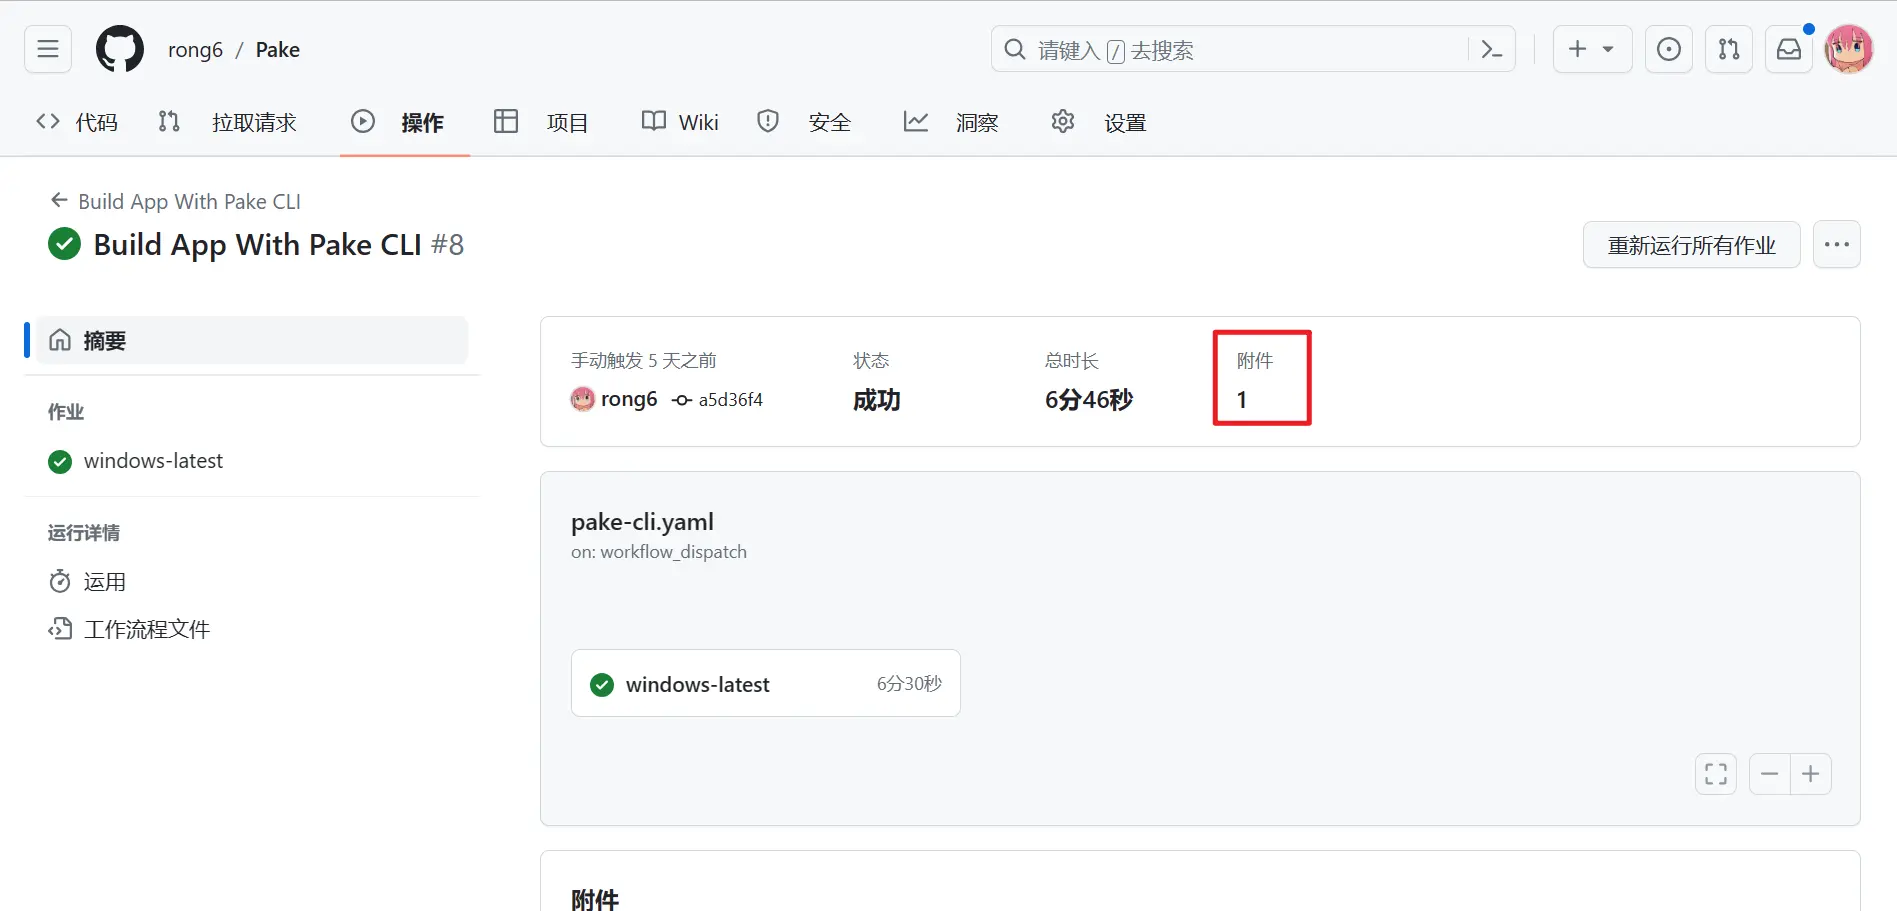 rong6 / Pake
请键入 / 去搜索
代码
拉取请求
操作
项目
Wiki
安全
洞察
设置
Build App With Pake CLI
Build App With Pake CLI #8
重新运行所有作业
摘要
作业
windows-latest
运行详情
运用
工作流程文件
手动触发 5 天之前
rong6 a5d36f4
状态
成功
总时长
6分46秒
附件
1
pake-cli.yaml
on: workflow_dispatch
windows-latest 6分30秒
附件